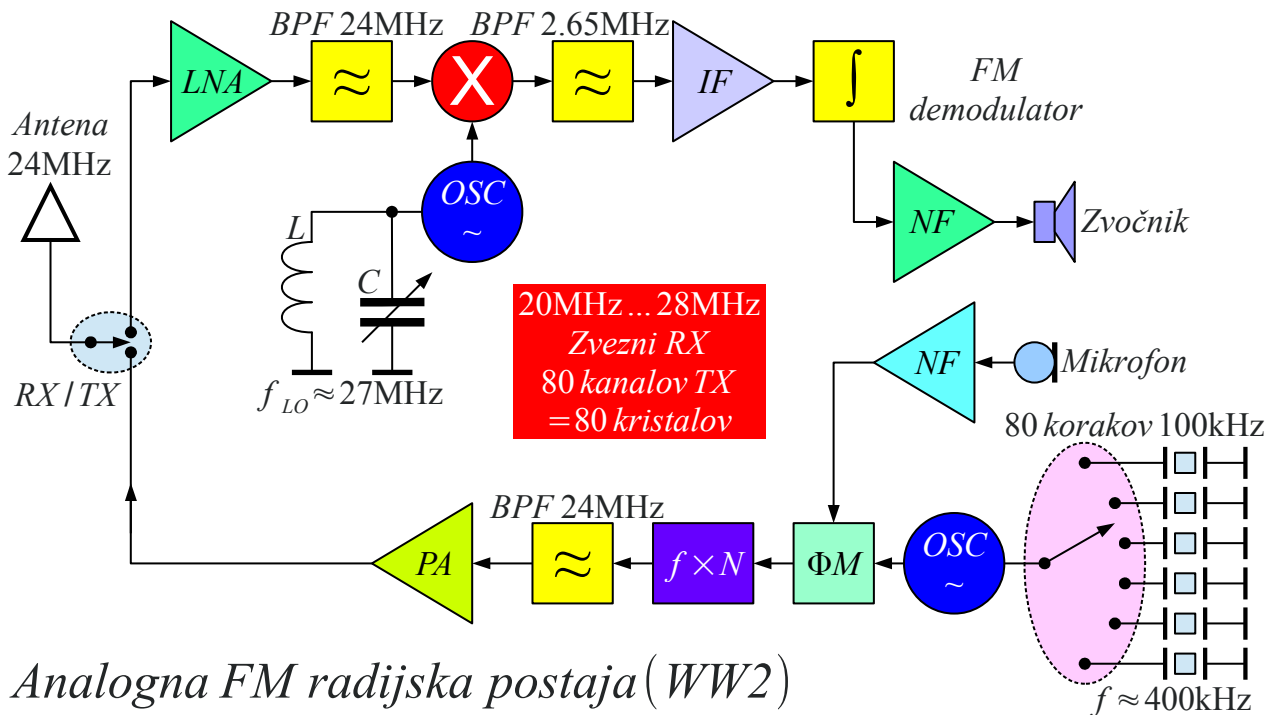 BPF 24MHz
BPF 2.65MHz
LNA
≈
X
≈
IF
∫
FM
demodulator
Antena
24MHz
OSC
~
NF
Zvočnik
L
C
RX / TX
f LO ≈ 27MHz
20MHz... 28MHz
Zvezni RX
80 kanalov TX
= 80 kristalov
NF
Mikrofon
80 korakov 100kHz
BPF 24MHz
PA
≈
f × N
ΦM
OSC
~
Analogna FM radijska postaja (WW2)
f ≈ 400kHz